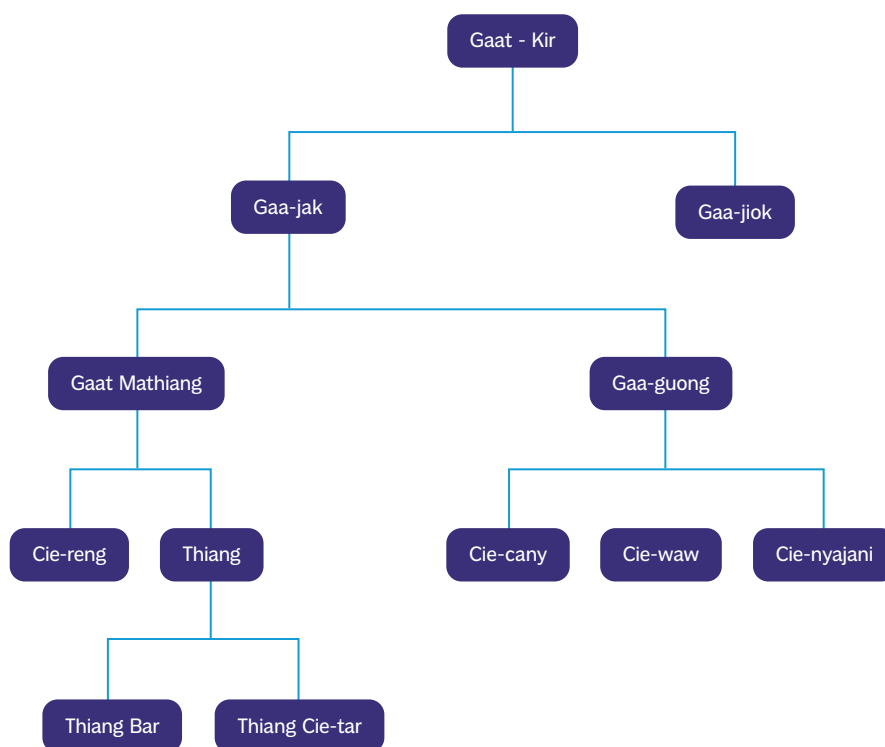 Gaat - Kir
Gaa-jak
Gaa-jiok
Gaat Mathiang
Gaa-guong
Cie-reng
Thiang
Cie-cany
Cie-waw
Cie-nyajani
Thiang Bar
Thiang Cie-tar